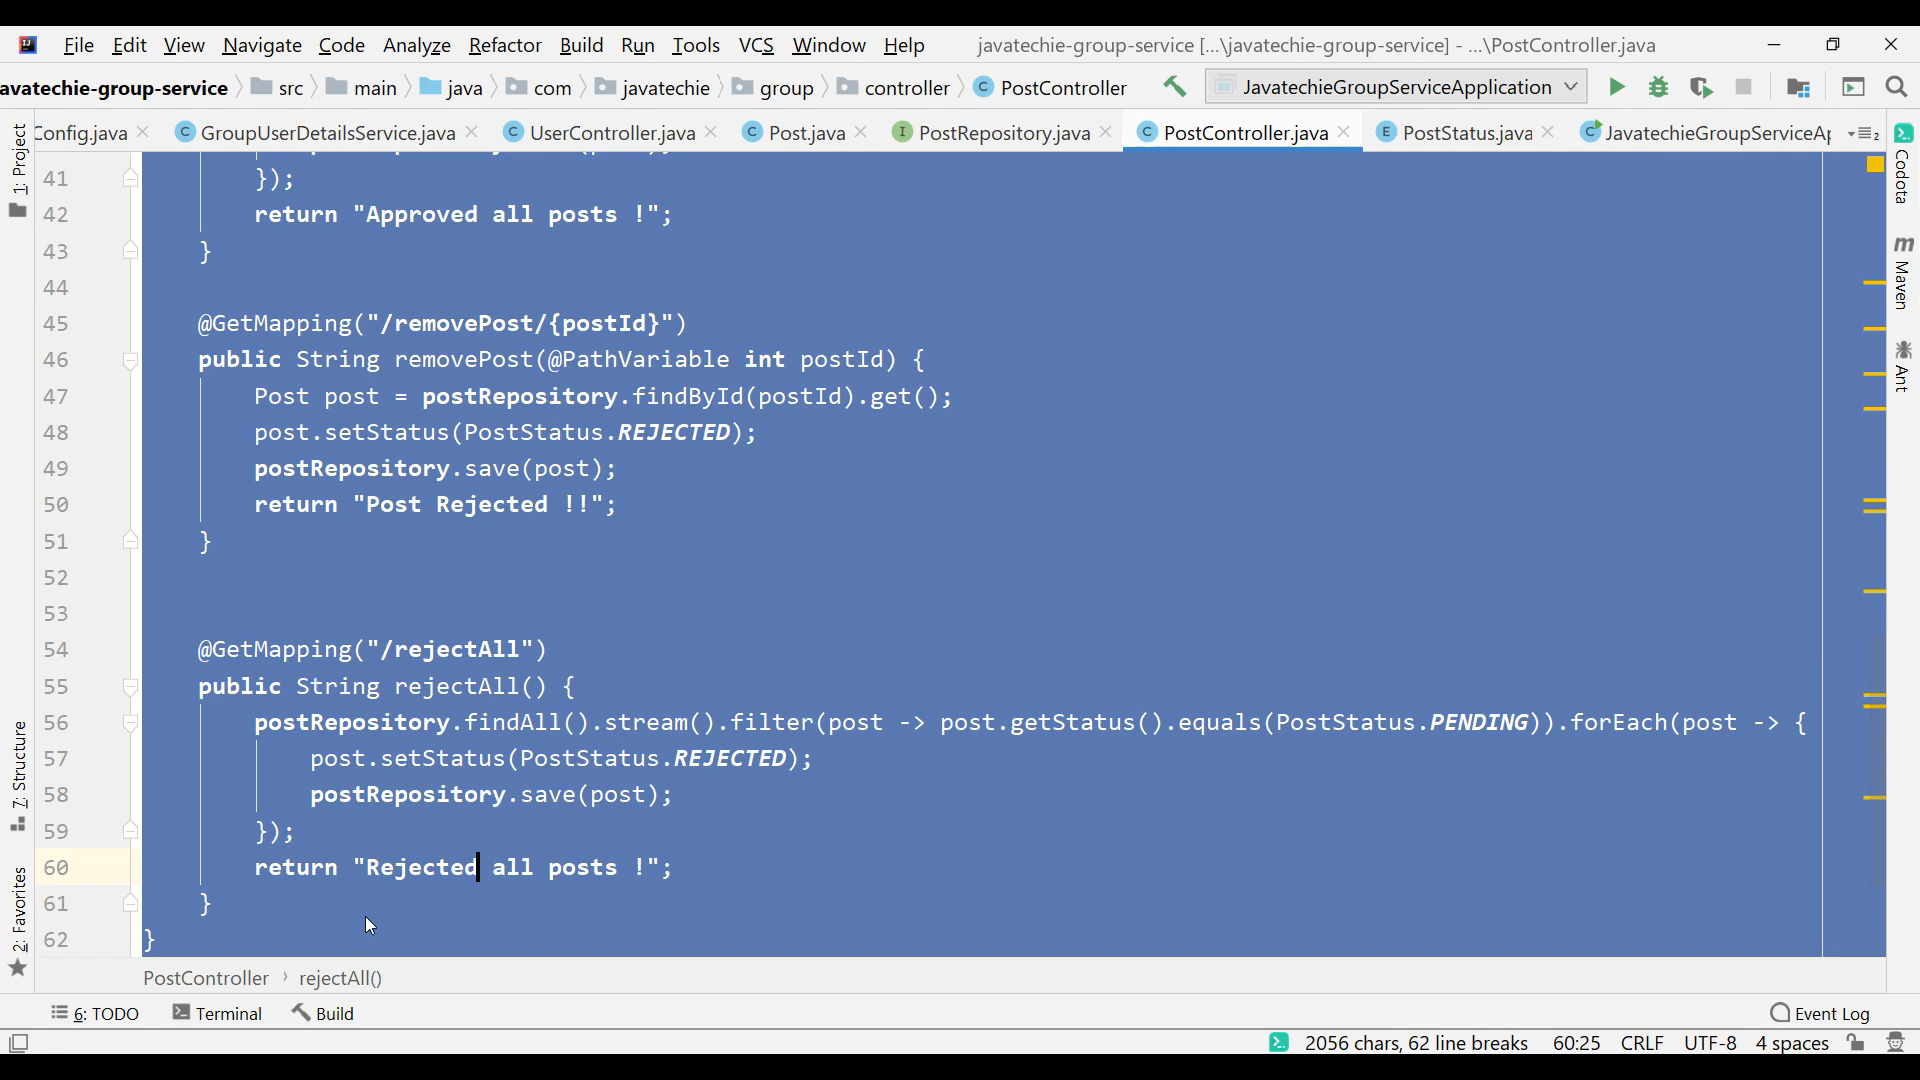 File Edit View Navigate Code Analyze Refactor Build Run Tools VCS Window Help javatechie-group-service [...\javatechie-group-service] - ...\PostController.java
avatechie-group-service src main java com javatechie group controller PostController JavatechieGroupServiceApplication
Config.java GroupUserDetailsService.java UserController.java Post.java PostRepository.java PostController.java PostStatus.java JavatechieGroupServiceAp 2
1: Project
7: Structure
2: Favorites
41 });
42 return "Approved all posts !";
43 }
44
45 @GetMapping("/removePost/{postId}")
46 public String removePost(@PathVariable int postId) {
47 Post post = postRepository.findById(postId).get();
48 post.setStatus(PostStatus.REJECTED);
49 postRepository.save(post);
50 return "Post Rejected !!";
51 }
52
53
54 @GetMapping("/rejectAll")
55 public String rejectAll() {
56 postRepository.findAll().stream().filter(post -> post.getStatus().equals(PostStatus.PENDING)).forEach(post -> {
57 post.setStatus(PostStatus.REJECTED);
58 postRepository.save(post);
59 });
60 return "Rejected all posts !";
61 }
62 }
Codota
m Maven
Ant
PostController › rejectAll()
6: TODO Terminal Build Event Log
2056 chars, 62 line breaks 60:25 CRLF UTF-8 4 spaces